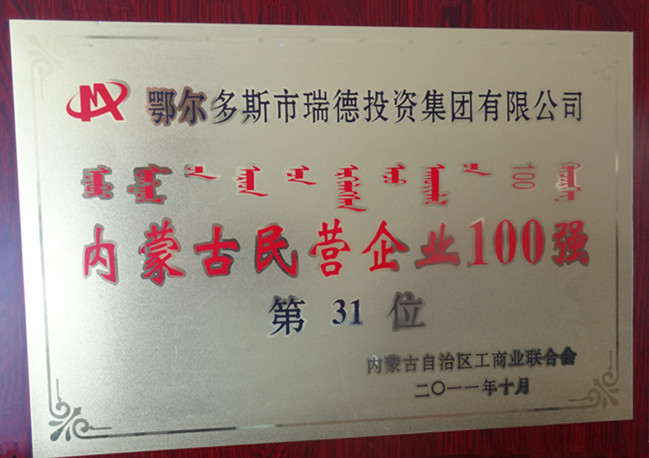 鄂尔多斯市瑞德投资集团有限公司
100
内蒙古民营企业100强
第 31 位
内蒙古自治区工商业联合会
二〇一一年十月